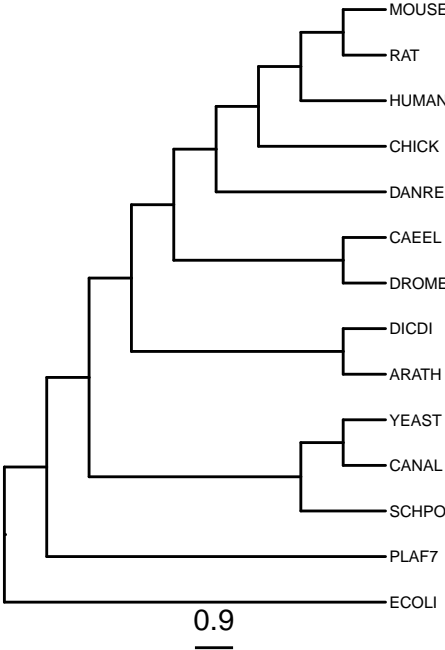 MOUSE
RAT
HUMAN
CHICK
DANRE
CAEEL
DROME
DICDI
ARATH
YEAST
CANAL
SCHPO
PLAF7
ECOLI
0.9